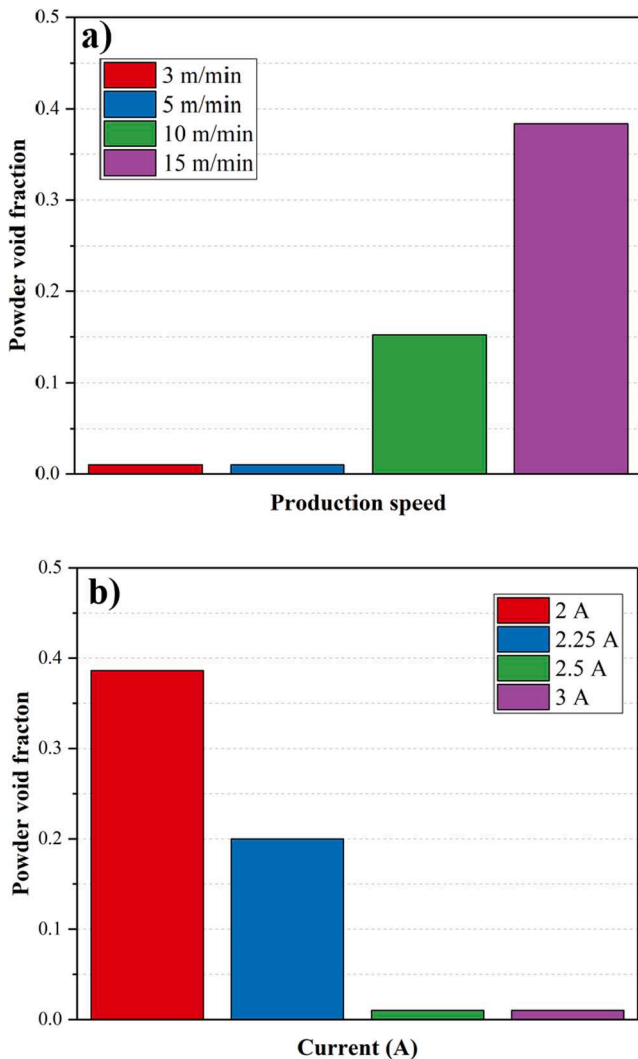 a)
3 m/min
5 m/min
10 m/min
15 m/min
Powder void fraction
0.5
0.4
0.3
0.2
0.1
0.0
Production speed
b)
2 A
2.25 A
2.5 A
3 A
Powder void fracton
0.5
0.4
0.3
0.2
0.1
0.0
Current (A)